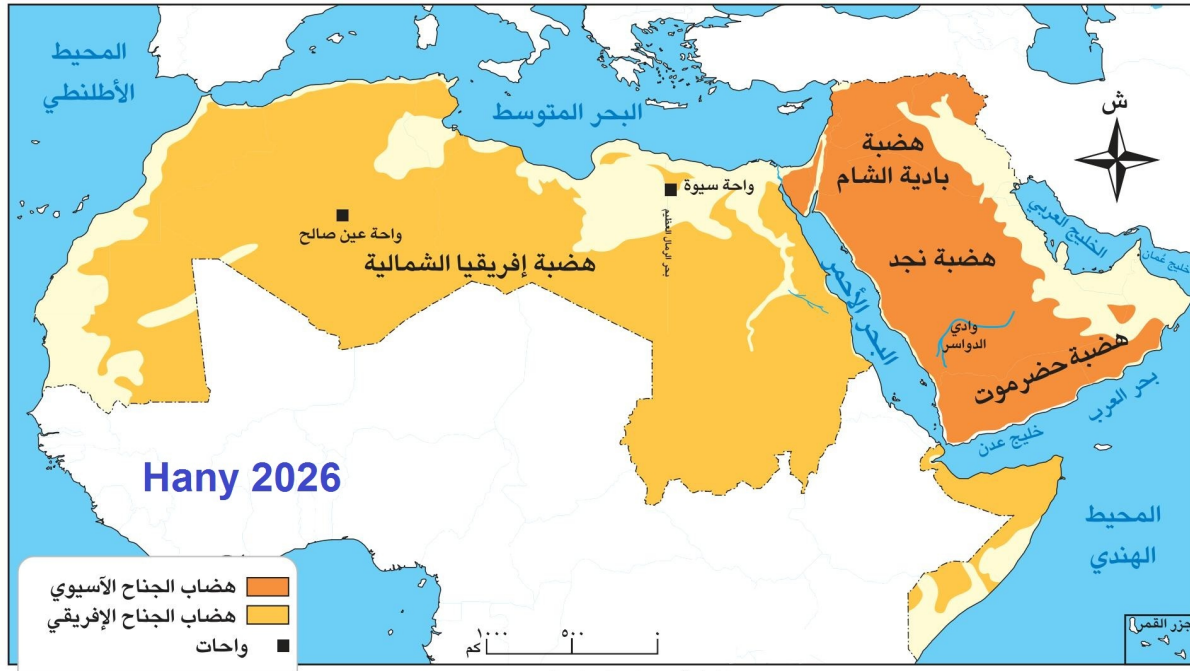 المحيط
الأطلنطي
البحر المتوسط
ش
هضبة
بادية الشام
واحة سيوة
بحر الرمال العظيم
واحة عين صالح
هضبة إفريقيا الشمالية
الخليج العربي
خليج عُمان
هضبة نجد
البحر الأحمر
وادي
الدواسر
هضبة حضرموت
بحر العرب
خليج عدن
Hany 2026
المحيط
الهندي
هضاب الجناح الآسيوي
هضاب الجناح الإفريقي
واحات
١٠٠٠ ٥٠٠ ٠
كم
جزر القمر